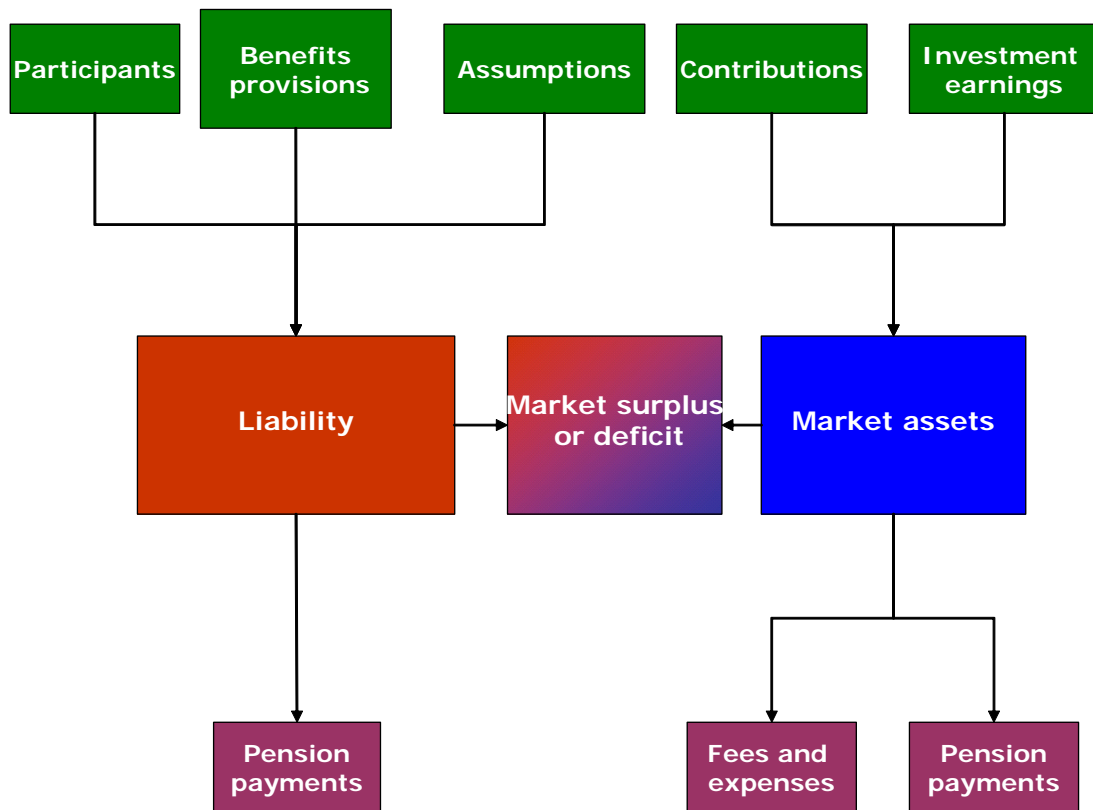 Participants
Benefits
provisions
Assumptions
Contributions
Investment
earnings
Liability
Market surplus
or deficit
Market assets
Pension
payments
Fees and
expenses
Pension
payments